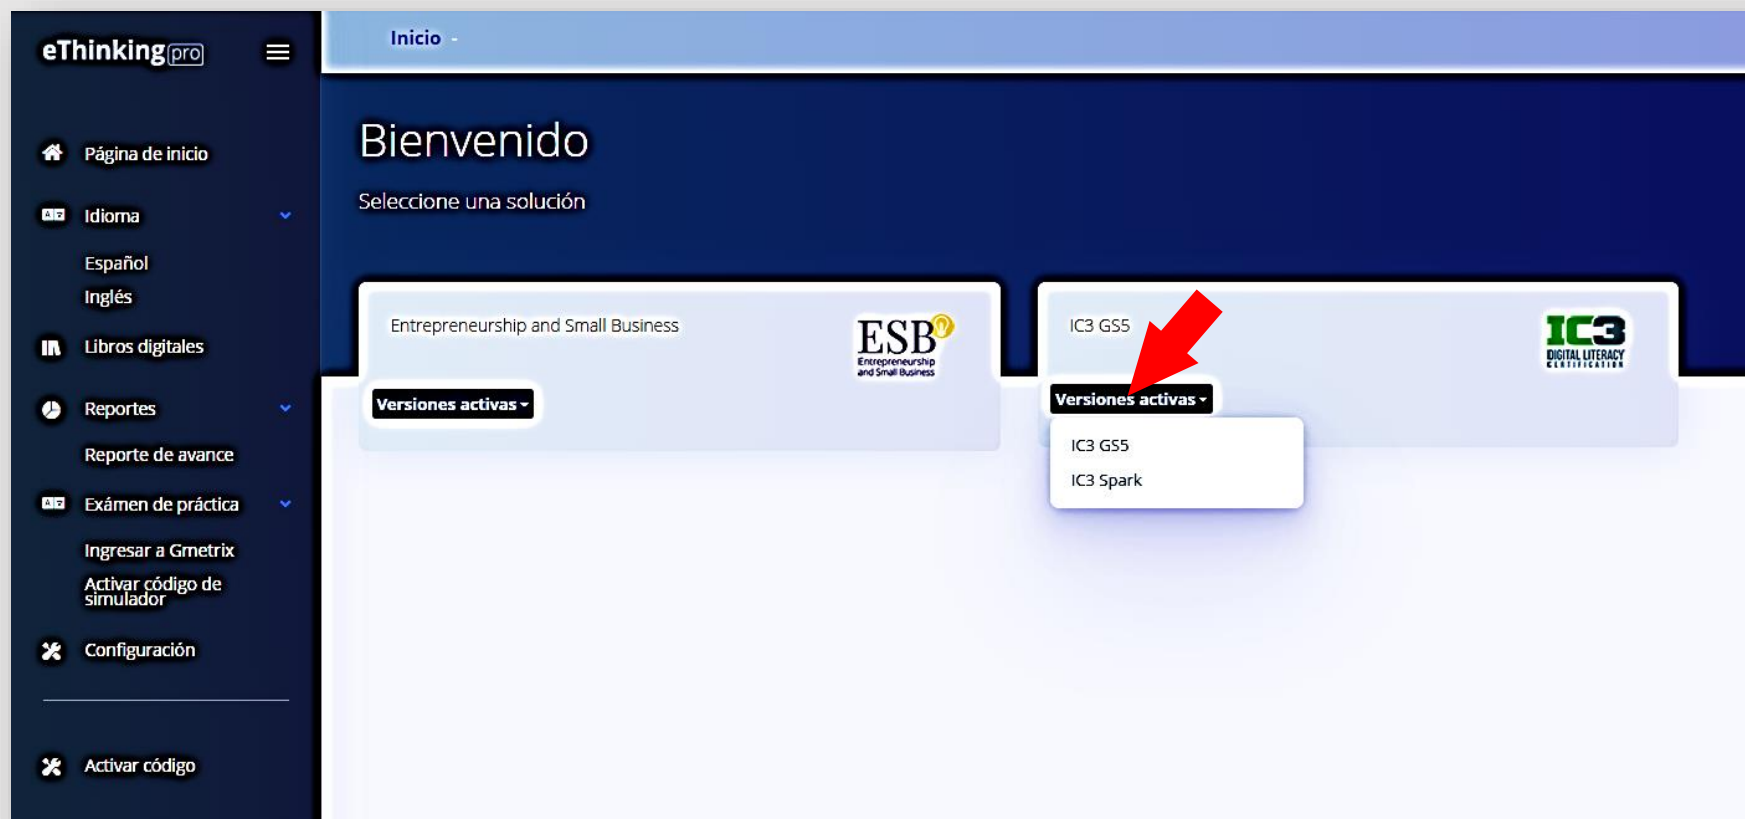 eThinking pro
Página de inicio
Idioma
Español
Inglés
Libros digitales
Reportes
Reporte de avance
Exámen de práctica
Ingresar a Gmetrix
Activar código de
simulador
Configuración
Activar código
Inicio -
Bienvenido
Seleccione una solución
Entrepreneurship and Small Business
ESB
Entrepreneurship
and Small Business
Versiones activas
IC3 GS5
IC3
DIGITAL LITERACY
CERTIFICATION
Versiones activas
IC3 GS5
IC3 Spark